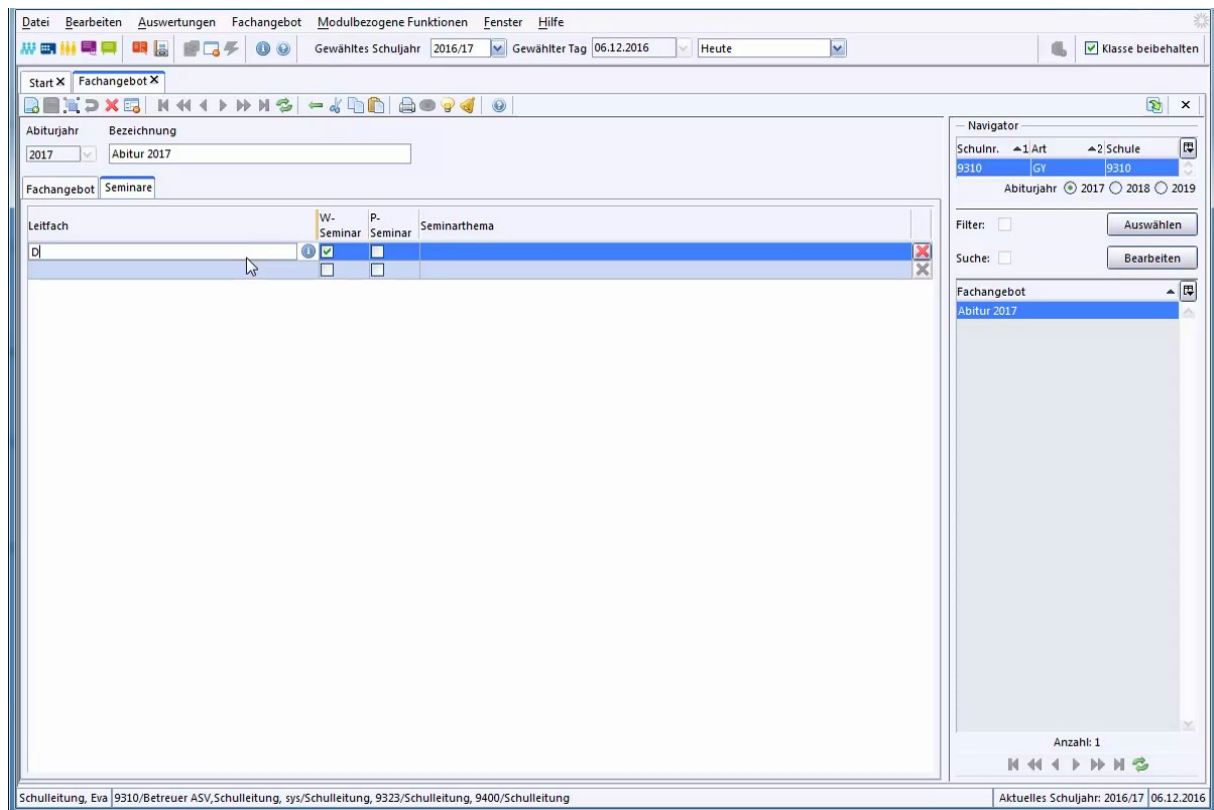 Datei Bearbeiten Auswertungen Fachangebot Modulbezogene Funktionen Fenster Hilfe
Gewähltes Schuljahr 2016/17 Gewählter Tag 06.12.2016 Heute Klasse beibehalten
Start Fachangebot
Abiturjahr Bezeichnung
2017 Abitur 2017
Fachangebot Seminare
Leitfach W-Seminar P-Seminar Seminarthema
D
Navigator
Schulnr. 1 Art 2 Schule
9310 GY 9310
Abiturjahr 2017 2018 2019
Filter: Auswählen
Suche: Bearbeiten
Fachangebot
Abitur 2017
Anzahl: 1
Schulleitung, Eva 9310/Betreuer ASV,Schulleitung, sys/Schulleitung, 9323/Schulleitung, 9400/Schulleitung Aktuelles Schuljahr: 2016/17 06.12.2016